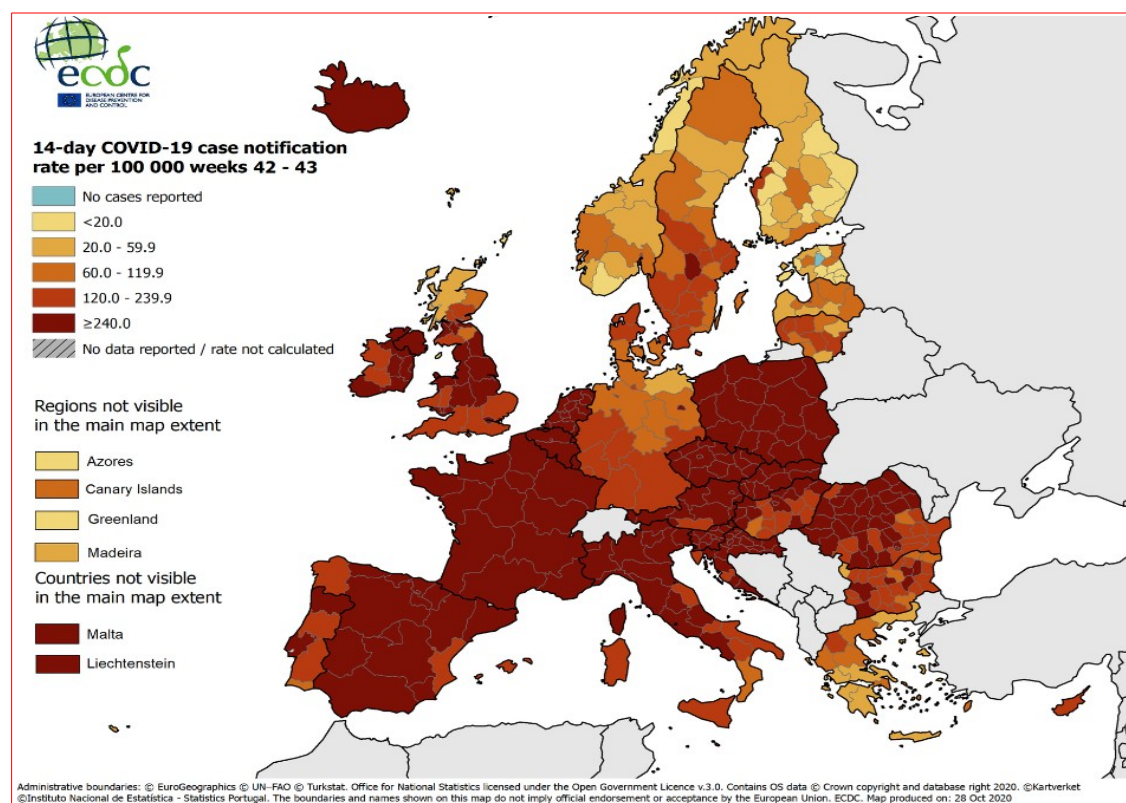 ecdc
EUROPEAN CENTRE FOR
DISEASE PREVENTION
AND CONTROL
14-day COVID-19 case notification
rate per 100 000 weeks 42 - 43
No cases reported
<20.0
20.0 - 59.9
60.0 - 119.9
120.0 - 239.9
≥240.0
No data reported / rate not calculated
Regions not visible
in the main map extent
Azores
Canary Islands
Greenland
Madeira
Countries not visible
in the main map extent
Malta
Liechtenstein
Administrative boundaries: © EuroGeographics © UN–FAO © Turkstat. Office for National Statistics licensed under the Open Government Licence v.3.0. Contains OS data © Crown copyright and database right 2020. ©Kartverket
©Instituto Nacional de Estatística - Statistics Portugal. The boundaries and names shown on this map do not imply official endorsement or acceptance by the European Union. ECDC. Map produced on: 28 Oct 2020